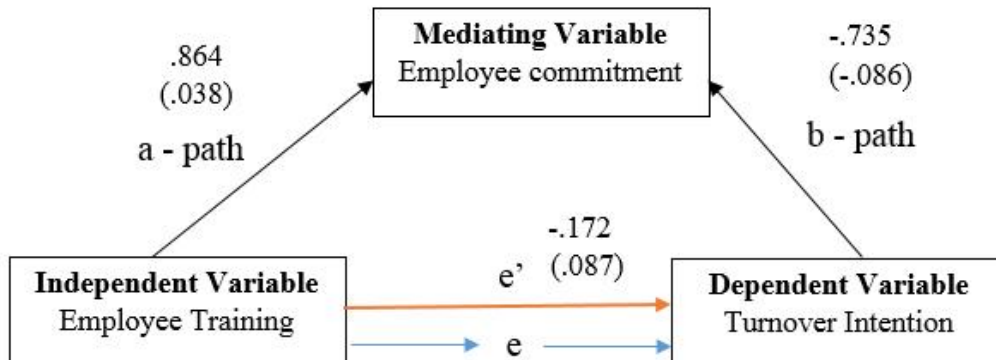 Mediating Variable
Employee commitment
.864
(.038)
a - path
-.735
(-.086)
b - path
-.172
(.087)
e’
Independent Variable
Employee Training
Dependent Variable
Turnover Intention
e